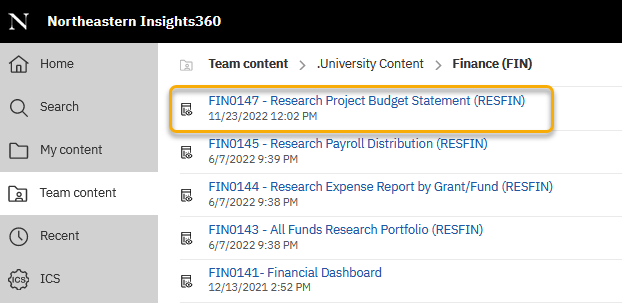 N Northeastern Insights360
Home
Search
My content
Team content
Recent
ICS
ICS
Team content > .University Content > Finance (FIN)
FIN0147 - Research Project Budget Statement (RESFIN)
11/23/2022 12:02 PM
FIN0145 - Research Payroll Distribution (RESFIN)
6/7/2022 9:39 PM
FIN0144 - Research Expense Report by Grant/Fund (RESFIN)
6/7/2022 9:38 PM
FIN0143 - All Funds Research Portfolio (RESFIN)
6/7/2022 9:38 PM
FIN0141- Financial Dashboard
12/13/2021 2:52 PM